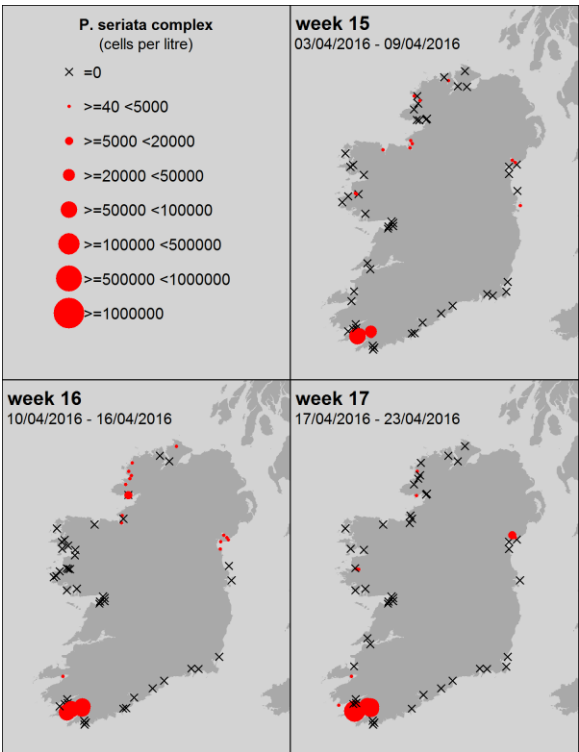 P. seriata complex
(cells per litre)
=0
>=40 <5000
>=5000 <20000
>=20000 <50000
>=50000 <100000
>=100000 <500000
>=500000 <1000000
>=1000000
week 15
03/04/2016 - 09/04/2016
week 16
10/04/2016 - 16/04/2016
week 17
17/04/2016 - 23/04/2016